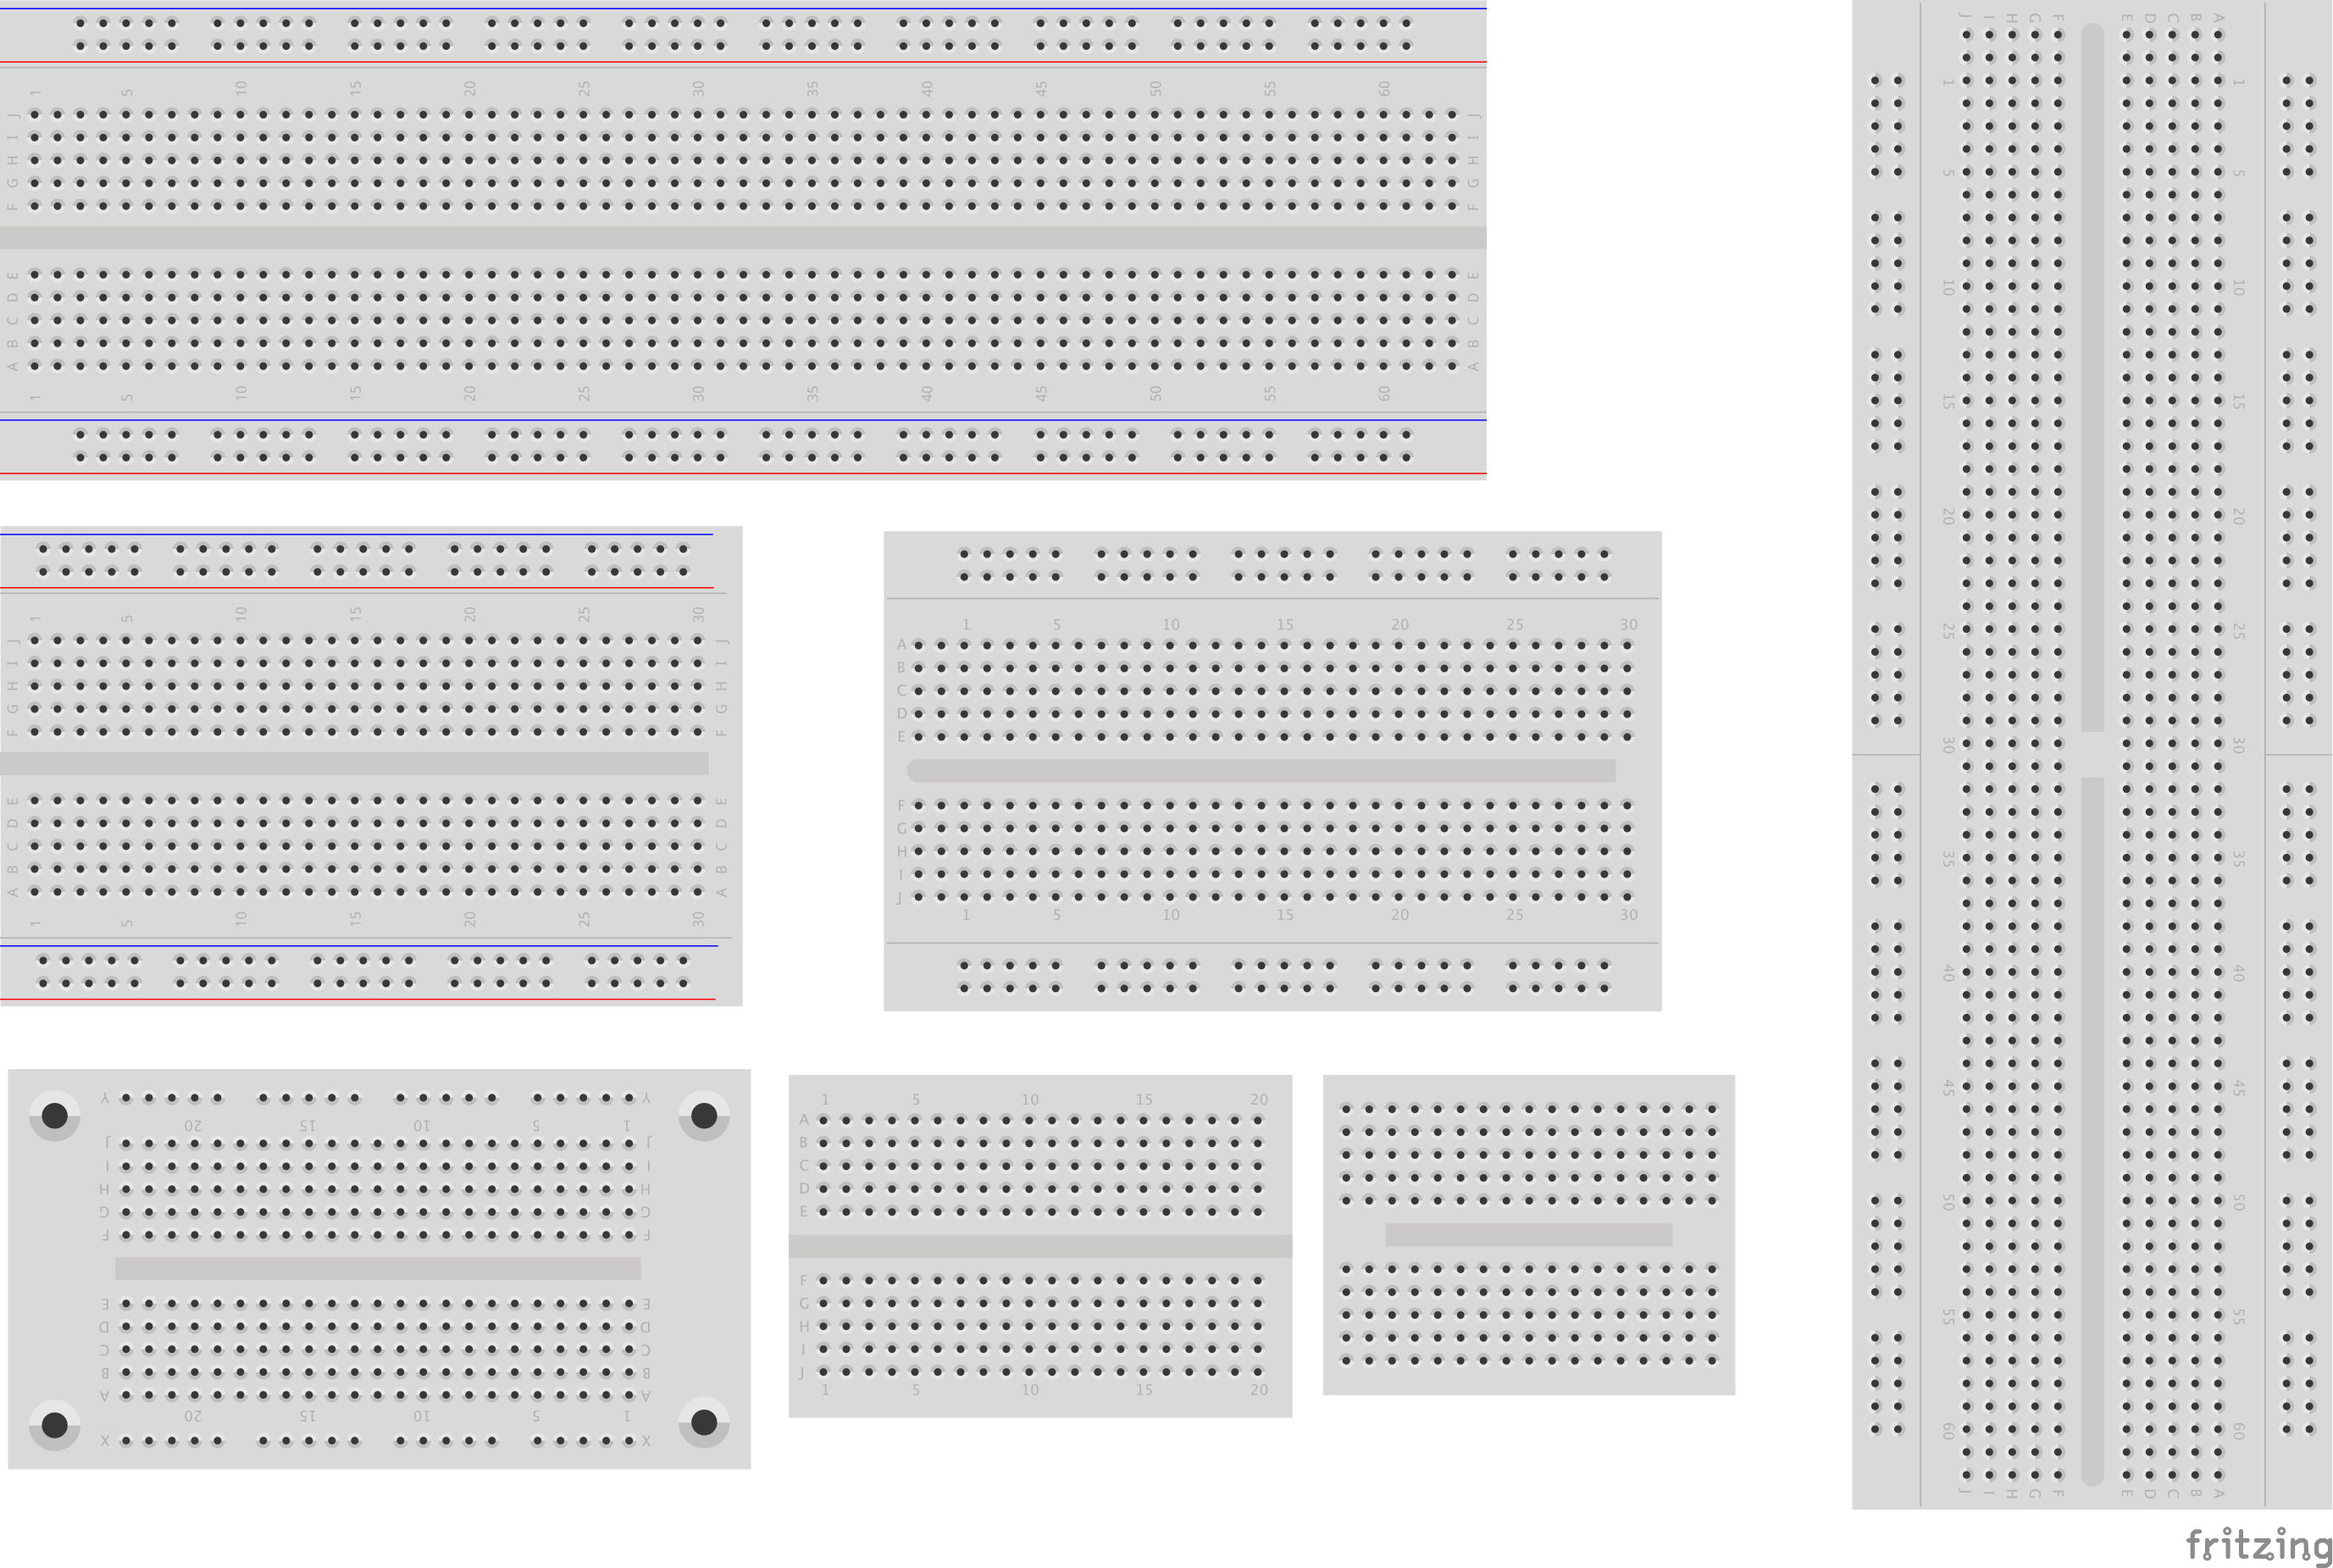 1 5 10 15 20 25 30 35 40 45 50 55 60
J J
I I
H H
G G
F F
E E
D D
C C
B B
A A
1 5 10 15 20 25 30 35 40 45 50 55 60
1 5 10 15 20 25 30
J J
I I
H H
G G
F F
E E
D D
C C
B B
A A
1 5 10 15 20 25 30
1 5 10 15 20 25 30
A
B
C
D
E
F
G
H
I
J
1 5 10 15 20 25 30
Y Y
20 15 10 5 1
J J
I I
H H
G G
F F
E E
D D
C C
B B
A A
20 15 10 5 1
X X
1 5 10 15 20
A
B
C
D
E
F
G
H
I
J
1 5 10 15 20
J I H G F E D C B A
1 1
5 5
10 10
15 15
20 20
25 25
30 30
35 35
40 40
45 45
50 50
55 55
60 60
J I H G F E D C B A
fritzing